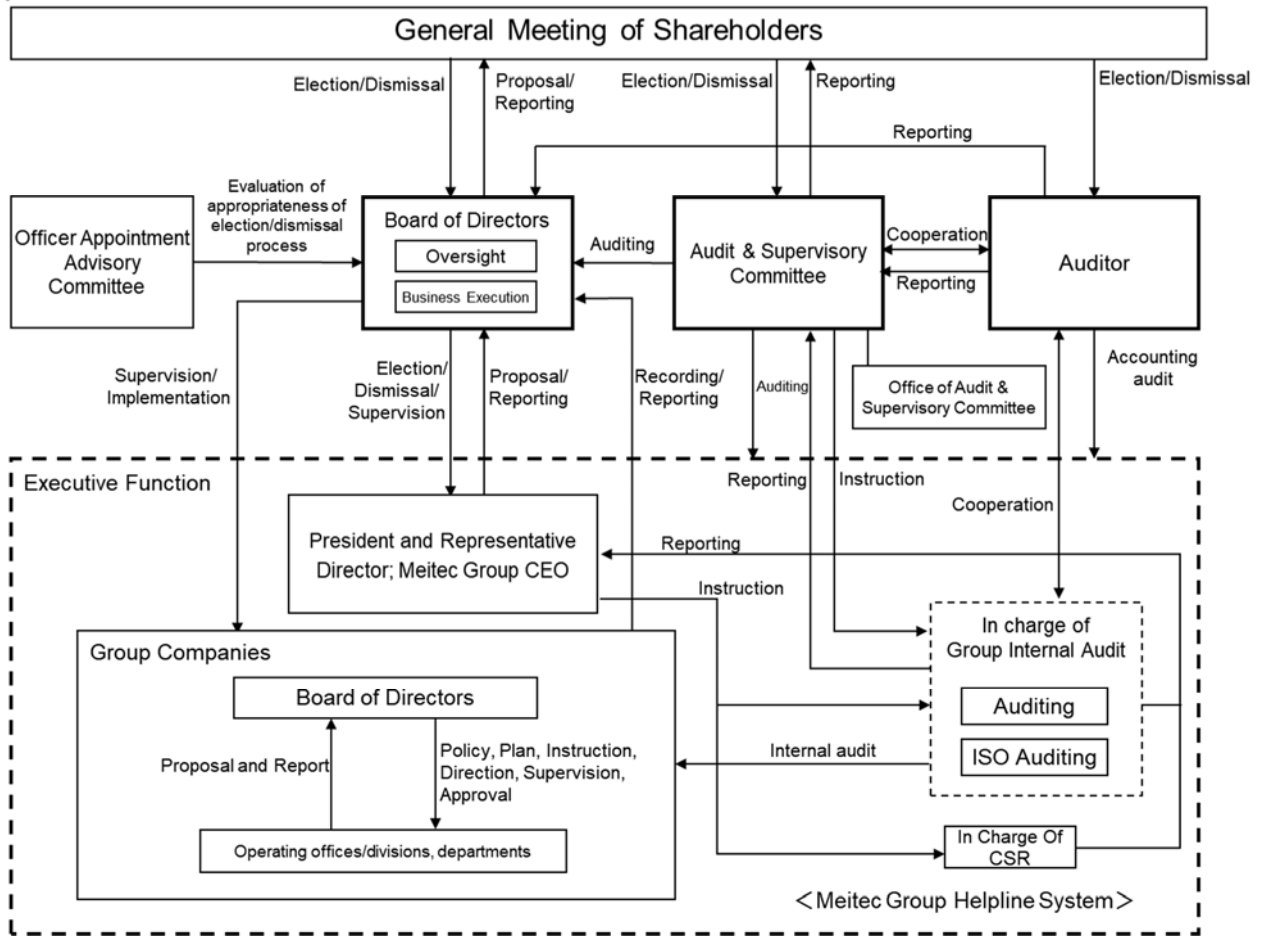 General Meeting of Shareholders
Election/Dismissal
Proposal/
Reporting
Election/Dismissal
Reporting
Election/Dismissal
Reporting
Officer Appointment
Advisory
Committee
Evaluation of
appropriateness of
election/dismissal
process
Board of Directors
Oversight
Business Execution
Auditing
Audit & Supervisory
Committee
Cooperation
Reporting
Auditor
Supervision/
Implementation
Election/
Dismissal/
Supervision
Proposal/
Reporting
Recording/
Reporting
Auditing
Office of Audit &
Supervisory Committee
Accounting
audit
Executive Function
Reporting
Instruction
Cooperation
President and Representative
Director; Meitec Group CEO
Reporting
Instruction
In charge of
Group Internal Audit
Auditing
ISO Auditing
Group Companies
Board of Directors
Proposal and Report
Policy, Plan, Instruction,
Direction, Supervision,
Approval
Operating offices/divisions, departments
Internal audit
In Charge Of
CSR
＜Meitec Group Helpline System＞